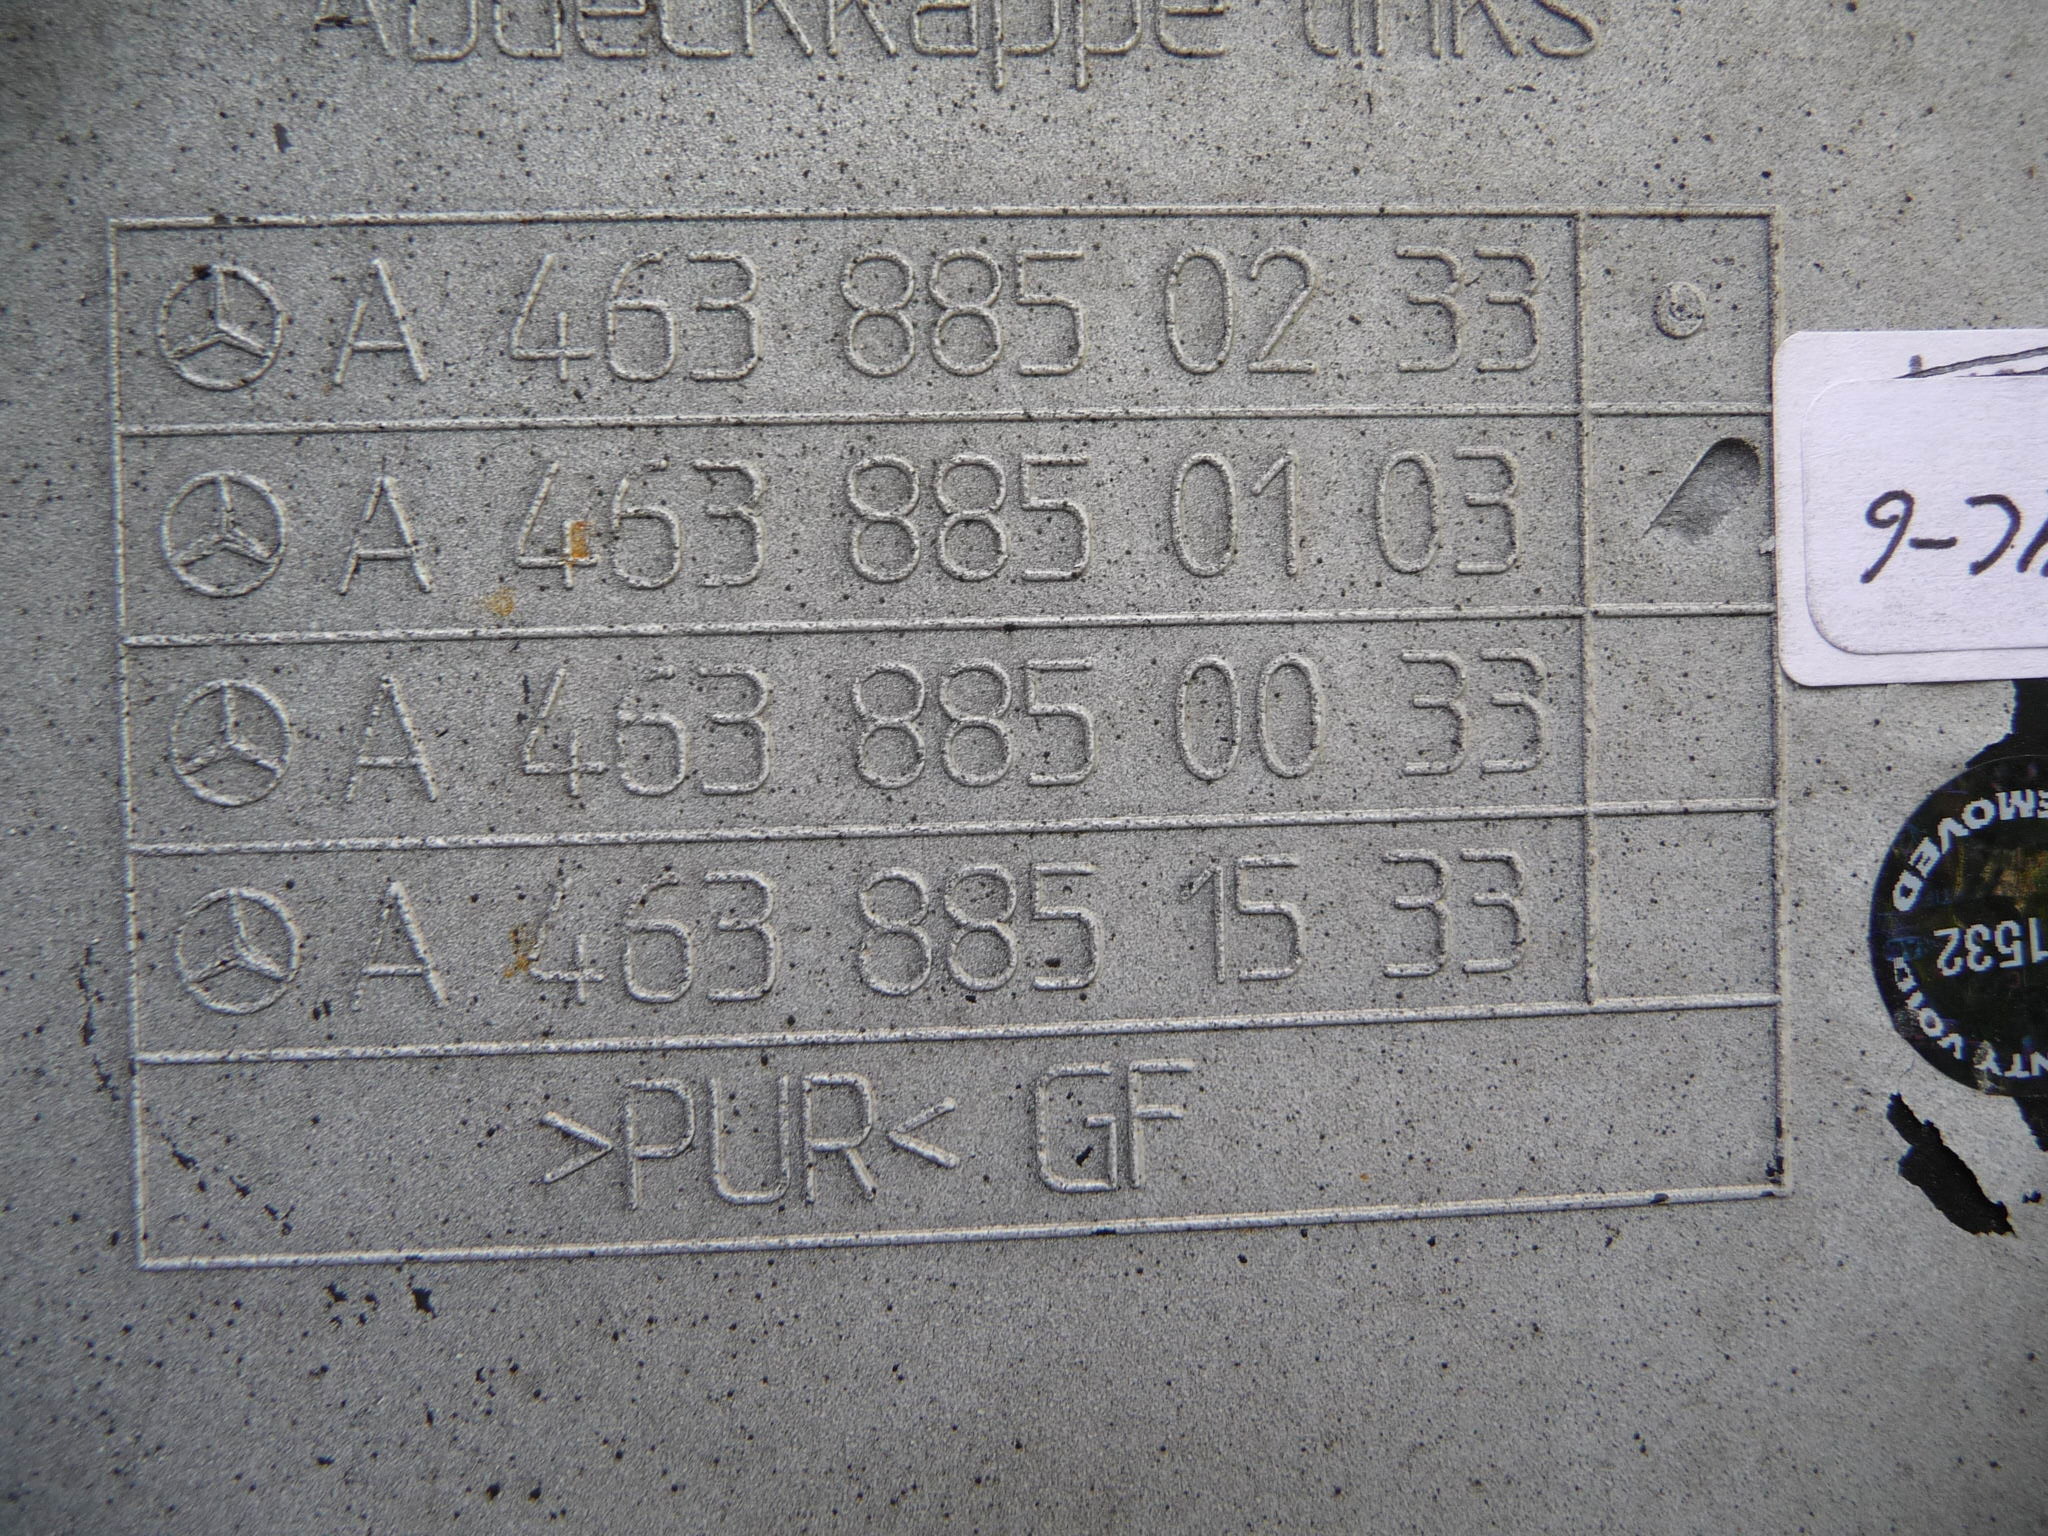 Abdeckkappe links
A 463 885 02 33
A 463 885 01 03
A 463 885 00 33
A 463 885 15 33
>PUR< GF
1532